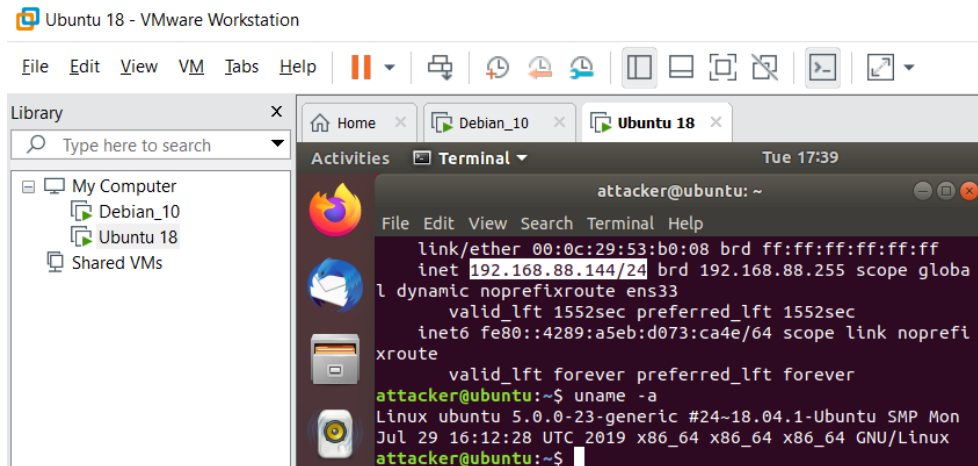 Ubuntu 18 - VMware Workstation
File Edit View VM Tabs Help
Library x
Type here to search
My Computer
Debian_10
Ubuntu 18
Shared VMs
Home × Debian_10 × Ubuntu 18 ×
Activities Terminal Tue 17:39
attacker@ubuntu: ~
File Edit View Search Terminal Help
link/ether 00:0c:29:53:b0:08 brd ff:ff:ff:ff:ff:ff
inet 192.168.88.144/24 brd 192.168.88.255 scope globa
l dynamic noprefixroute ens33
valid_lft 1552sec preferred_lft 1552sec
inet6 fe80::4289:a5eb:d073:ca4e/64 scope link noprefi
xroute
valid_lft forever preferred_lft forever
attacker@ubuntu:~$ uname -a
Linux ubuntu 5.0.0-23-generic #24~18.04.1-Ubuntu SMP Mon
Jul 29 16:12:28 UTC 2019 x86_64 x86_64 x86_64 GNU/Linux
attacker@ubuntu:~$